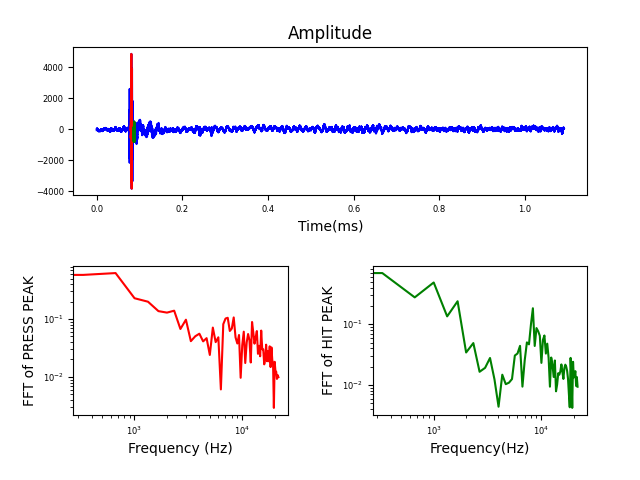 Amplitude
4000
2000
0
−2000
−4000
0.0 0.2 0.4 0.6 0.8 1.0
Time(ms)
FFT of PRESS PEAK
10⁻¹
10⁻²
10³ 10⁴
Frequency (Hz)
FFT of HIT PEAK
10⁻¹
10⁻²
10³ 10⁴
Frequency(Hz)